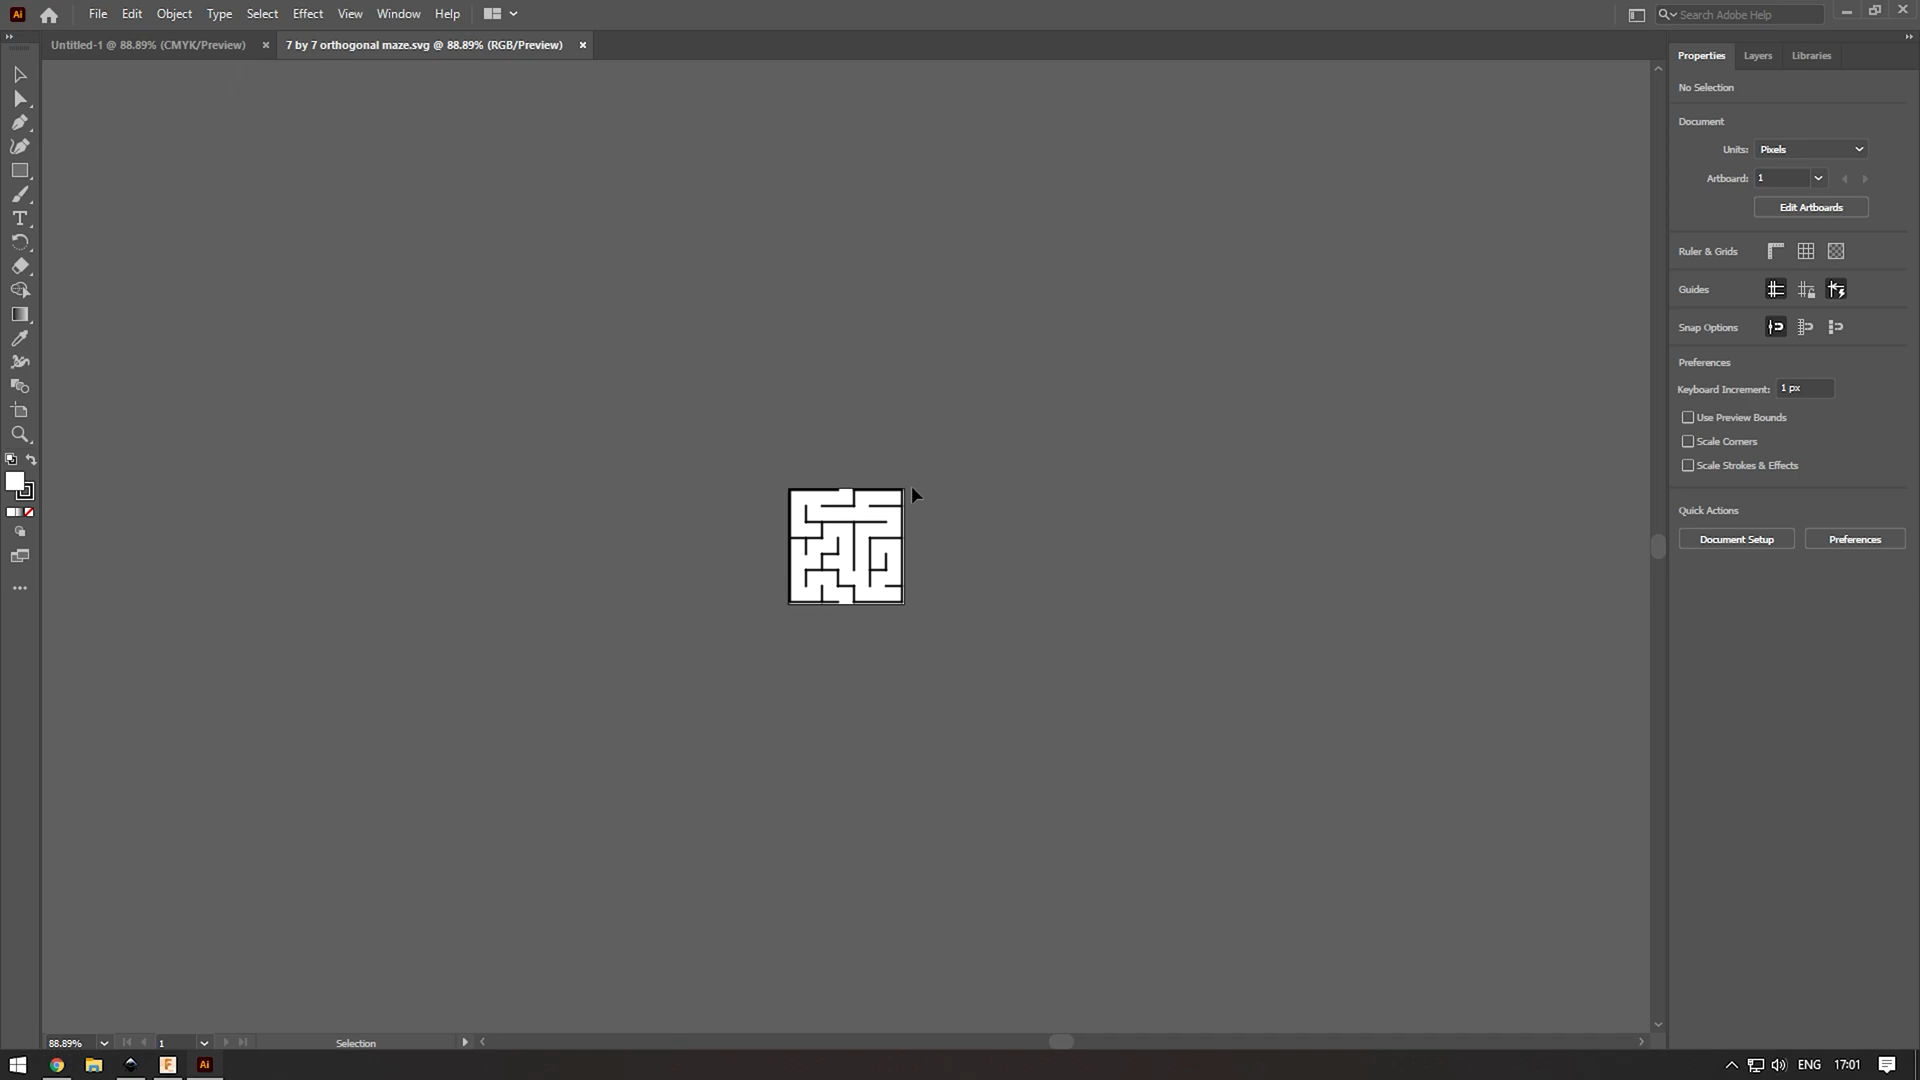 Ai File Edit Object Type Select Effect View Window Help Search Adobe Help
Untitled-1 @ 88.89% (CMYK/Preview) × 7 by 7 orthogonal maze.svg @ 88.89% (RGB/Preview) ×
Properties Layers Libraries
No Selection
Document
Units: Pixels
Artboard: 1
Edit Artboards
Ruler & Grids
Guides
Snap Options
Preferences
Keyboard Increment: 1 px
Use Preview Bounds
Scale Corners
Scale Strokes & Effects
Quick Actions
Document Setup Preferences
88.89% 1 Selection
F Ai ENG 17:01